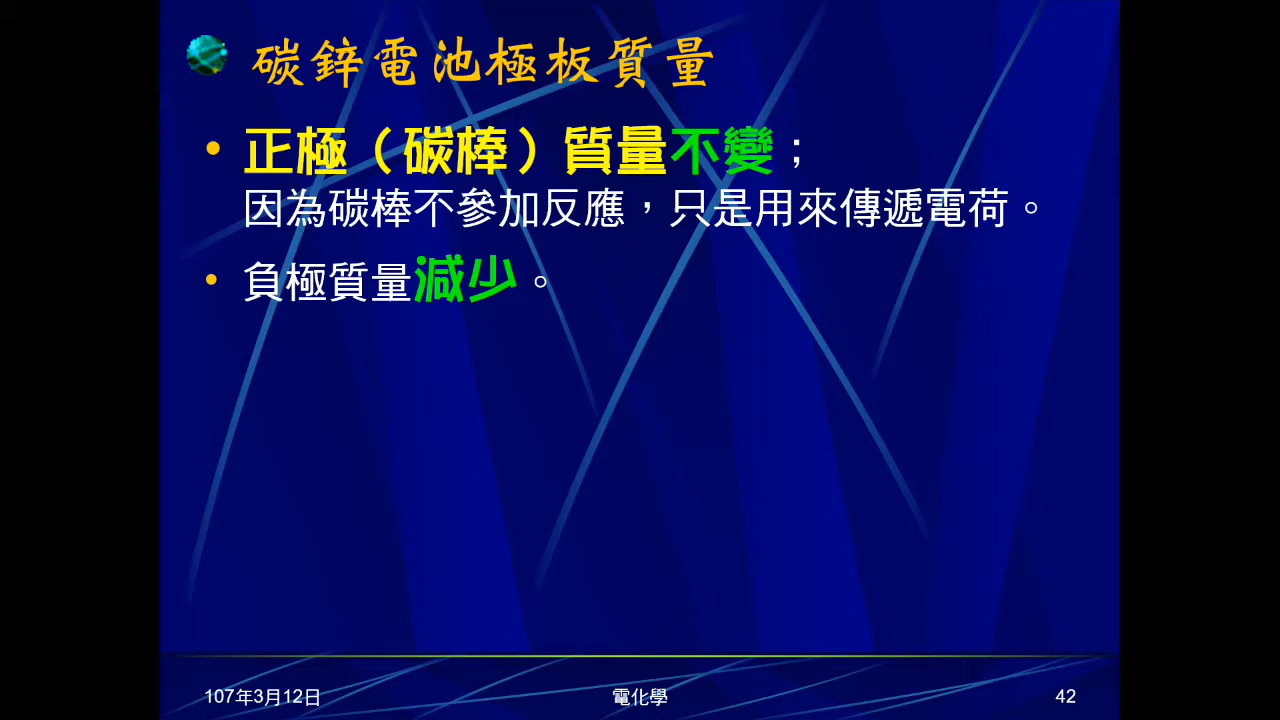 碳鋅電池極板質量
• 正極（碳棒）質量不變；
因為碳棒不參加反應，只是用來傳遞電荷。
• 負極質量減少。
107年3月12日
電化學
42